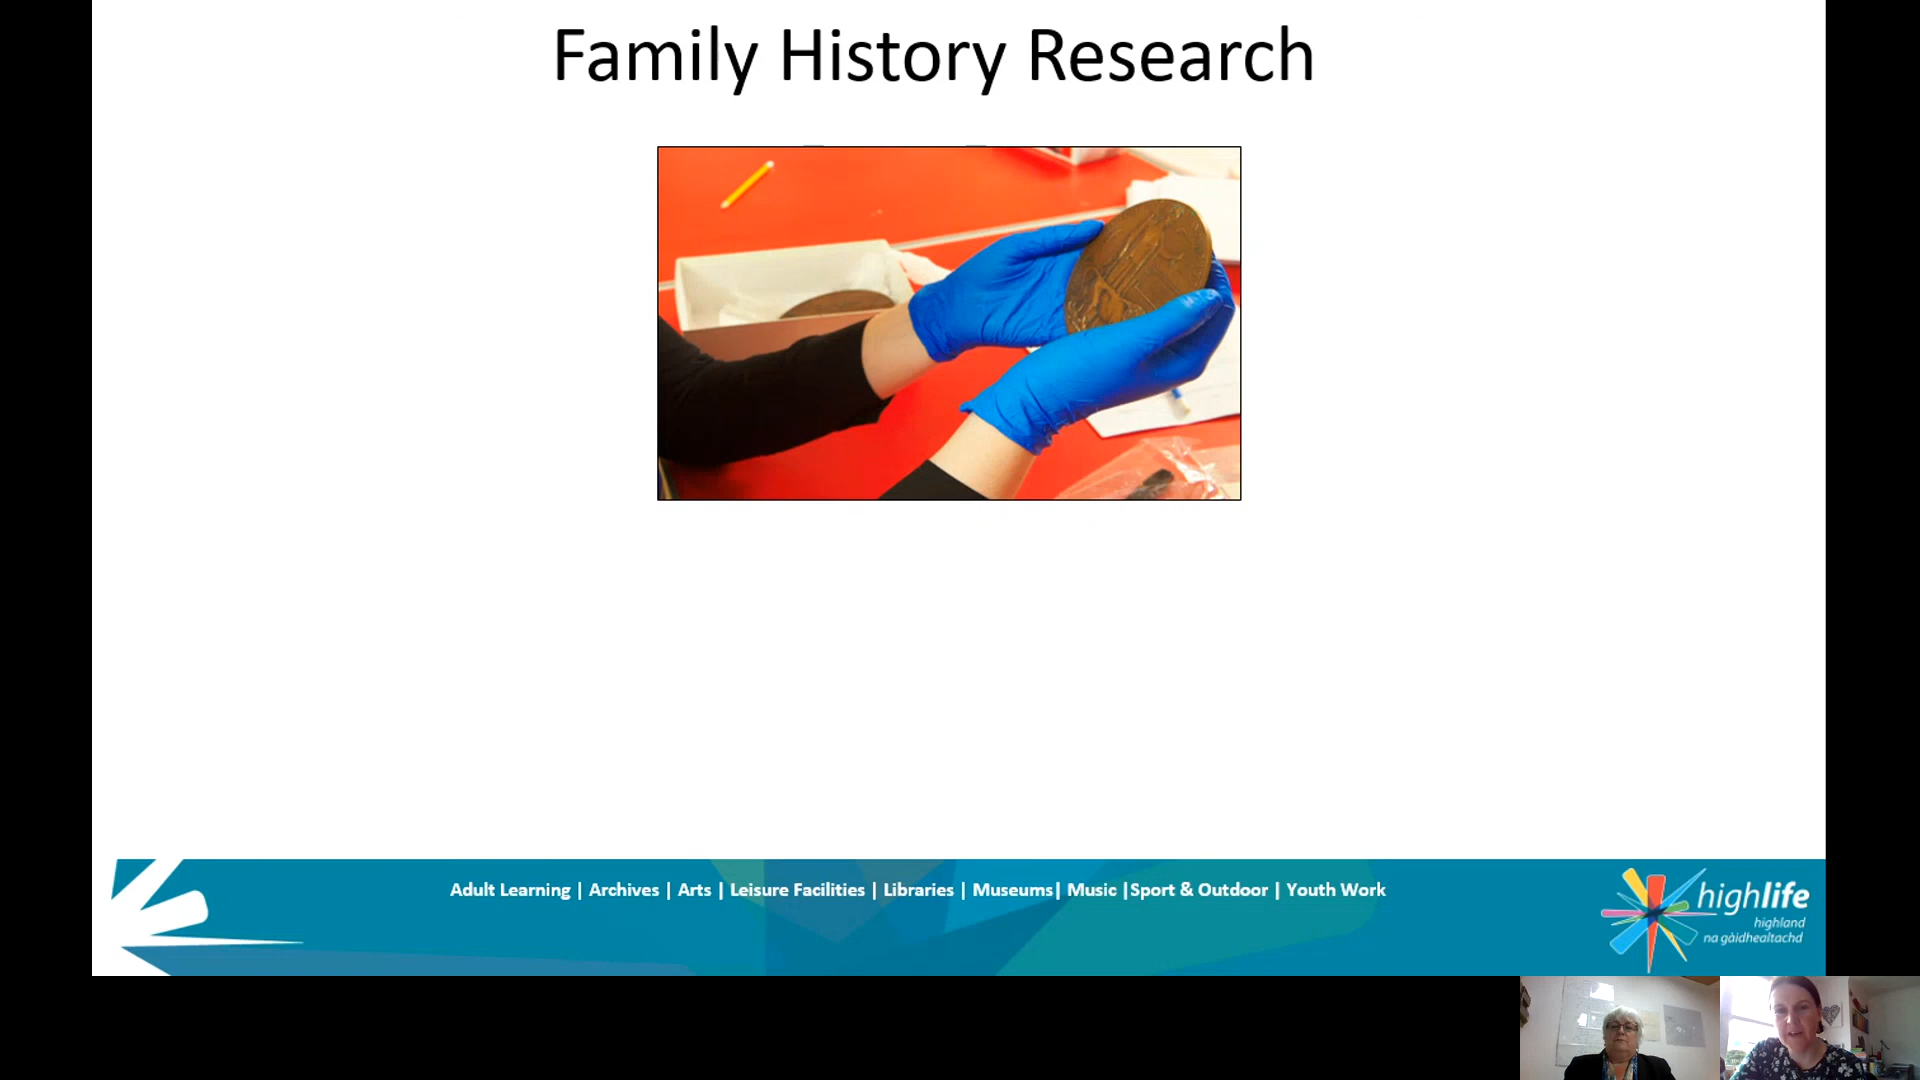 Family History Research
Adult Learning | Archives | Arts | Leisure Facilities | Libraries | Museums| Music |Sport & Outdoor | Youth Work
highlife
highland
na gàidhealtachd